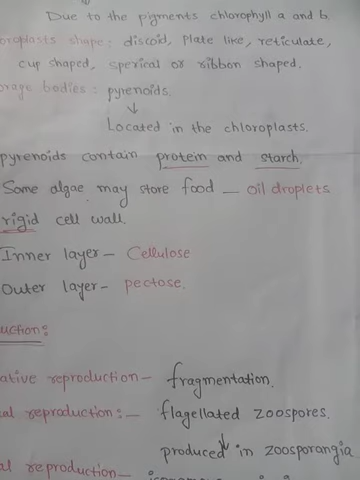 Due to the pigments chlorophyll a and b.
oroplasts shape: discoid, plate like, reticulate,
cup shaped, sperical or ribbon shaped.
orage bodies: pyrenoids.
↓
Located in the chloroplasts.
pyrenoids contain protein and starch.
Some algae may store food – oil droplets
rigid cell wall.
Inner layer – Cellulose
Outer layer – pectose.
uction:
ative reproduction – fragmentation.
al reproduction:- flagellated zoospores.
↓
produced in zoosporangia
al reproduction –